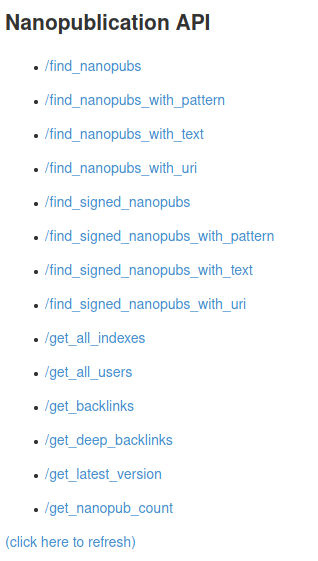 Nanopublication API
/find_nanopubs
/find_nanopubs_with_pattern
/find_nanopubs_with_text
/find_nanopubs_with_uri
/find_signed_nanopubs
/find_signed_nanopubs_with_pattern
/find_signed_nanopubs_with_text
/find_signed_nanopubs_with_uri
/get_all_indexes
/get_all_users
/get_backlinks
/get_deep_backlinks
/get_latest_version
/get_nanopub_count
(click here to refresh)